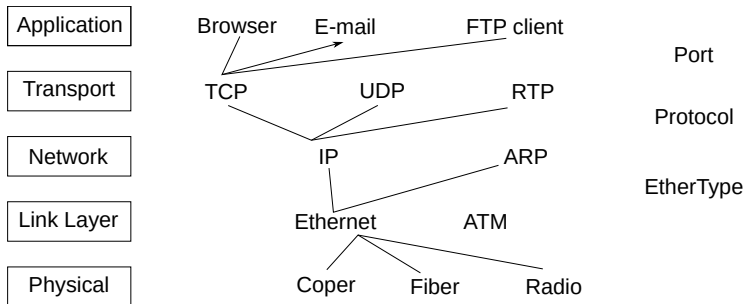 Application Browser E-mail FTP client
Port
Transport TCP UDP RTP
Protocol
Network IP ARP
EtherType
Link Layer Ethernet ATM
Physical Coper Fiber Radio